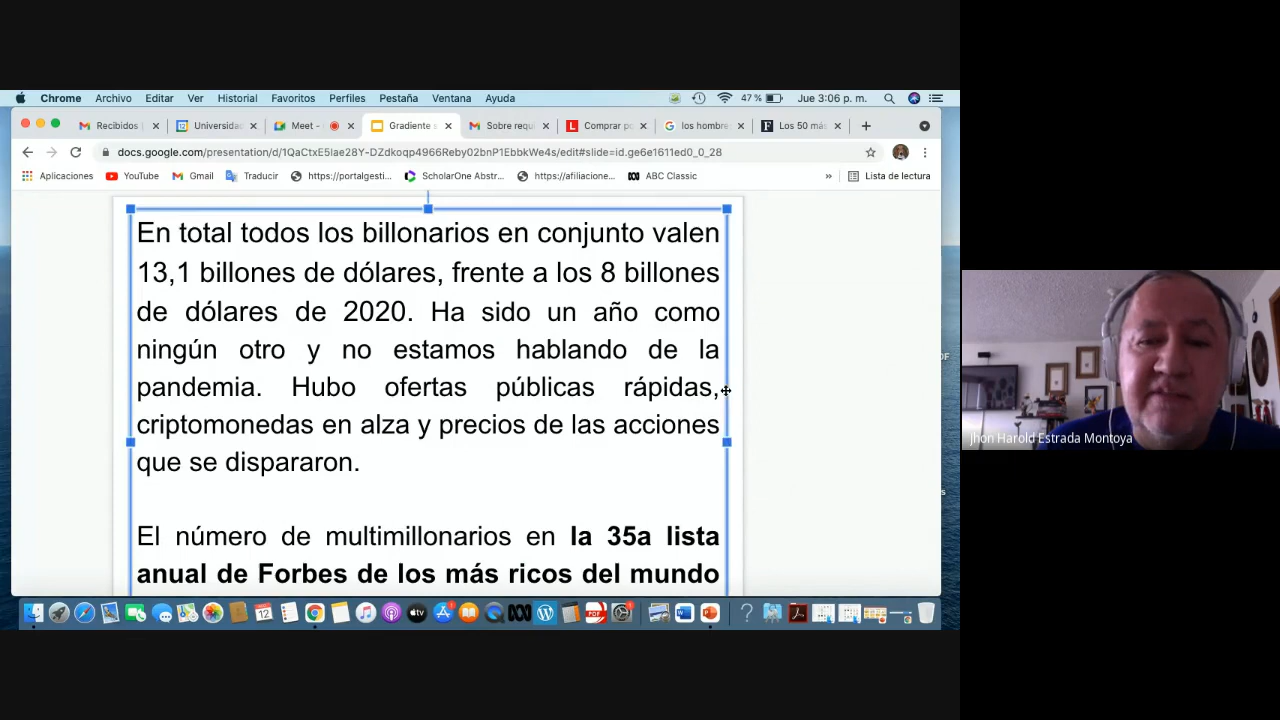 Chrome Archivo Editar Ver Historial Favoritos Perfiles Pestaña Ventana Ayuda 47 % Jue 3:06 p. m.
Recibidos Universida Meet - Gradiente s Sobre requi Comprar po los hombre Los 50 más
docs.google.com/presentation/d/1QaCtxE5Iae28Y-DZdkoqp4966Reby02bnP1EbbkWe4s/edit#slide=id.ge6e1611ed0_0_28
Aplicaciones YouTube Gmail Traducir https://portalgesti... ScholarOne Abstr... https://afiliacione... ABC Classic » Lista de lectura
En total todos los billonarios en conjunto valen
13,1 billones de dólares, frente a los 8 billones
de dólares de 2020. Ha sido un año como
ningún otro y no estamos hablando de la
pandemia. Hubo ofertas públicas rápidas,
criptomonedas en alza y precios de las acciones
que se dispararon.
El número de multimillonarios en la 35a lista
anual de Forbes de los más ricos del mundo
Jhon Harold Estrada Montoya